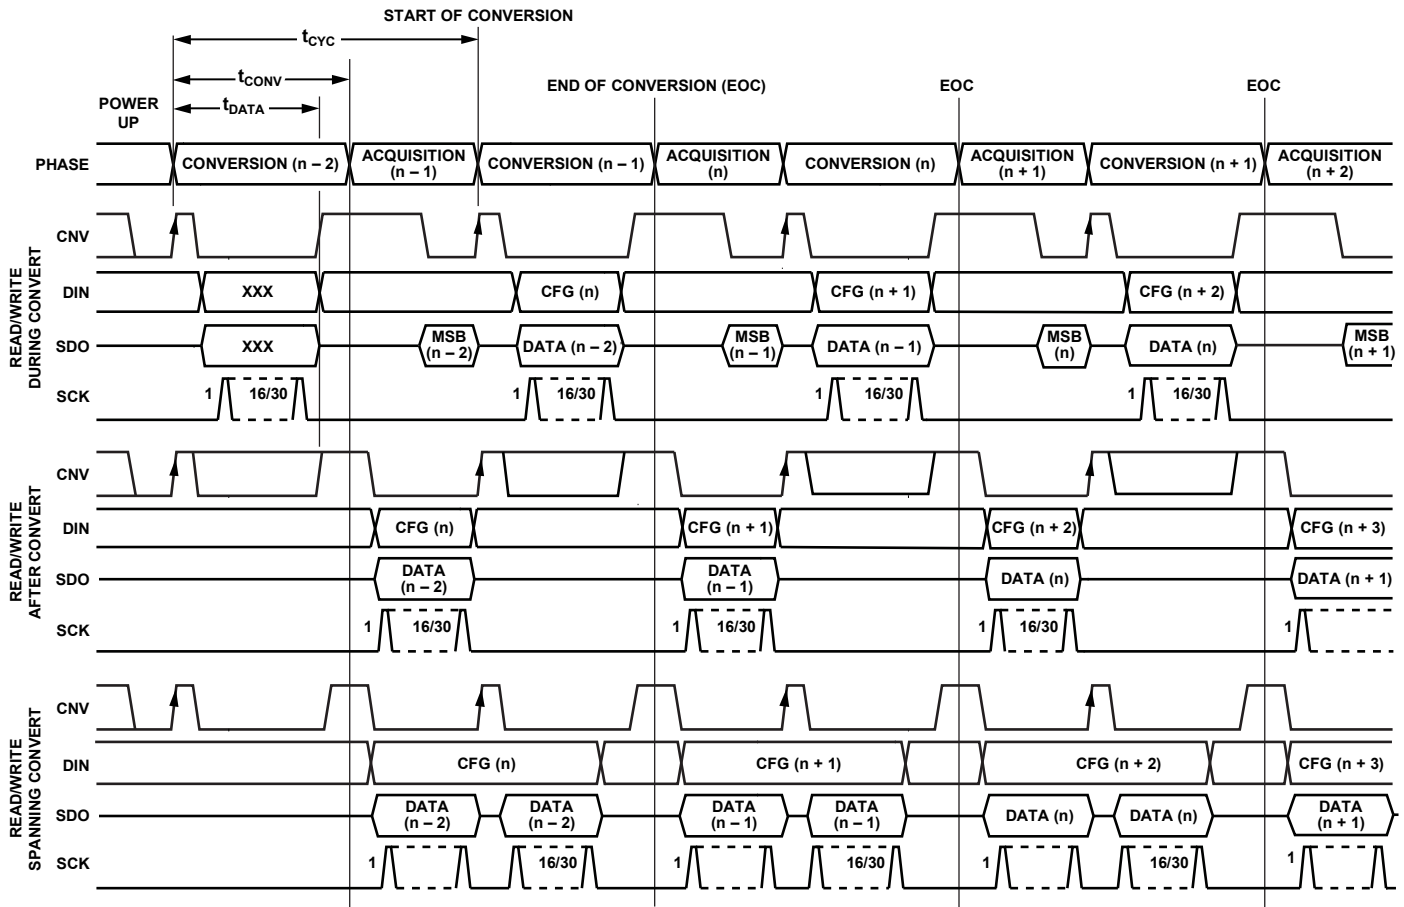 START OF CONVERSION
tCYC
tCONV
END OF CONVERSION (EOC)
EOC
EOC
POWER
UP
tDATA
PHASE
CONVERSION (n – 2)
ACQUISITION
(n – 1)
CONVERSION (n – 1)
ACQUISITION
(n)
CONVERSION (n)
ACQUISITION
(n + 1)
CONVERSION (n + 1)
ACQUISITION
(n + 2)
READ/WRITE
DURING CONVERT
CNV
DIN
XXX
CFG (n)
CFG (n + 1)
CFG (n + 2)
SDO
XXX
MSB
(n – 2)
DATA (n – 2)
MSB
(n – 1)
DATA (n – 1)
MSB
(n)
DATA (n)
MSB
(n + 1)
SCK
1
16/30
1
16/30
1
16/30
1
16/30
READ/WRITE
AFTER CONVERT
CNV
DIN
CFG (n)
CFG (n + 1)
CFG (n + 2)
CFG (n + 3)
SDO
DATA
(n – 2)
DATA
(n – 1)
DATA (n)
DATA (n + 1)
SCK
1
16/30
1
16/30
1
16/30
1
READ/WRITE
SPANNING CONVERT
CNV
DIN
CFG (n)
CFG (n + 1)
CFG (n + 2)
CFG (n + 3)
SDO
DATA
(n – 2)
DATA
(n – 2)
DATA
(n – 1)
DATA
(n – 1)
DATA (n)
DATA (n)
DATA
(n + 1)
SCK
1
16/30
1
16/30
1
16/30
1